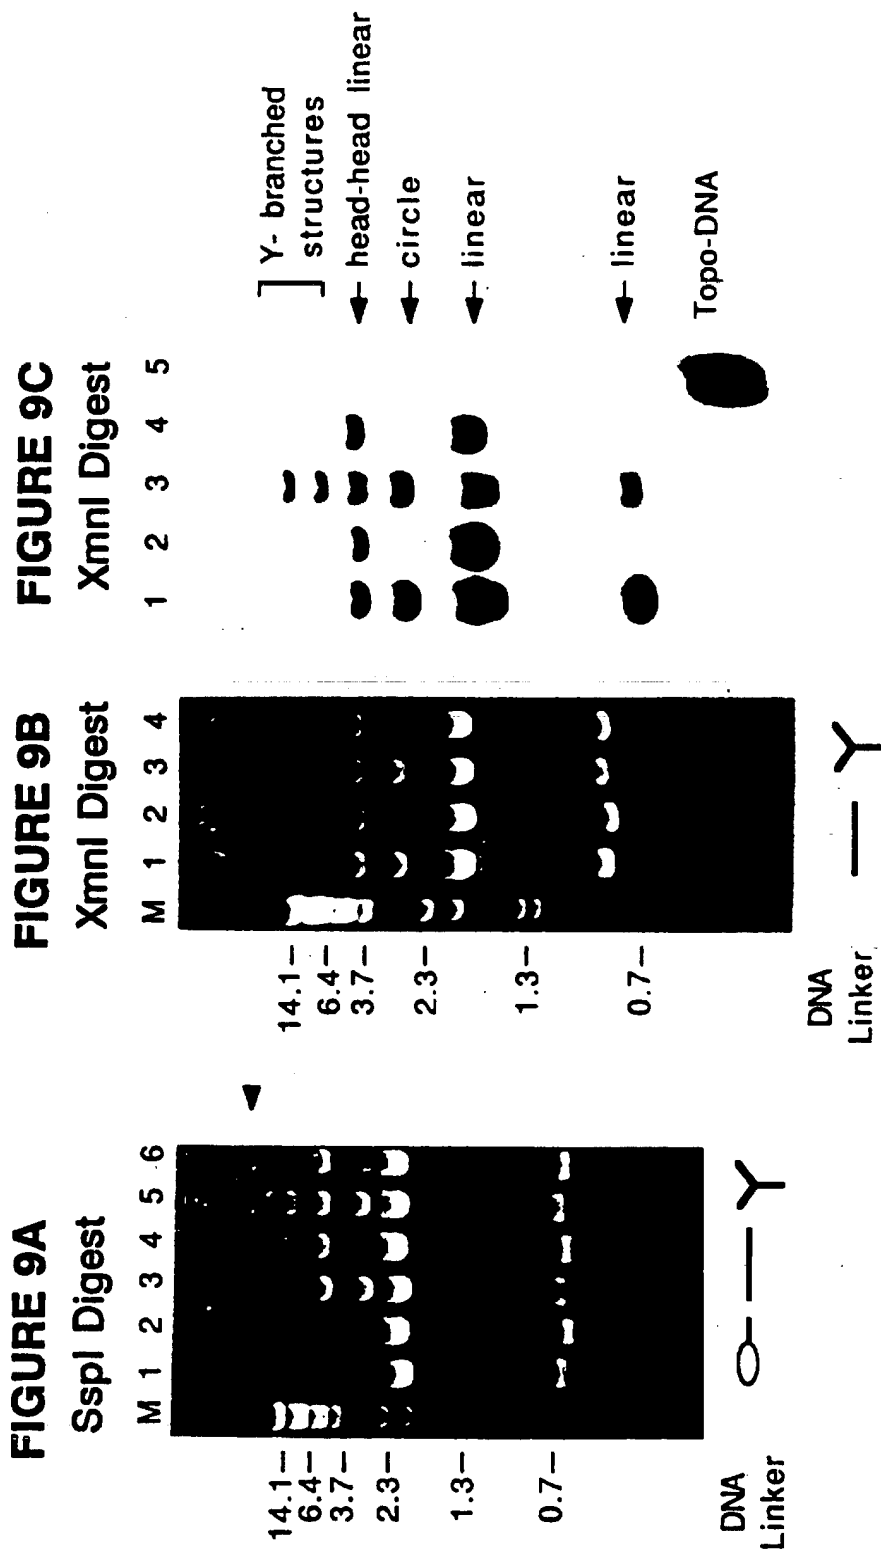 FIGURE 9A
SspI Digest
M 1 2 3 4 5 6
14.1
6.4
3.7
2.3
1.3
0.7
DNA
Linker
FIGURE 9B
XmnI Digest
M 1 2 3 4
14.1
6.4
3.7
2.3
1.3
0.7
DNA
Linker
FIGURE 9C
XmnI Digest
1 2 3 4 5
Y- branched
structures
head-head linear
circle
linear
linear
Topo-DNA